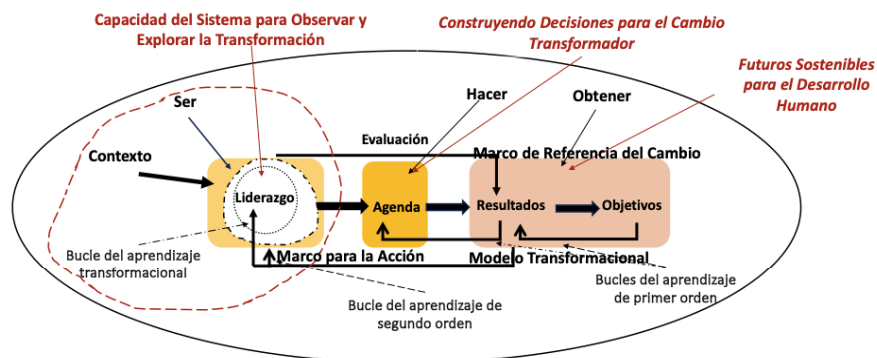 Capacidad del Sistema para Observar y
Explorar la Transformación
Construyendo Decisiones para el Cambio
Transformador
Futuros Sostenibles
para el Desarrollo
Humano
Ser
Hacer
Obtener
Contexto
Evaluación
Marco de Referencia del Cambio
Liderazgo
Agenda
Resultados
Objetivos
Bucle del aprendizaje
transformacional
Marco para la Acción
Modelo Transformacional
Bucle del aprendizaje de
segundo orden
Bucles del aprendizaje
de primer orden